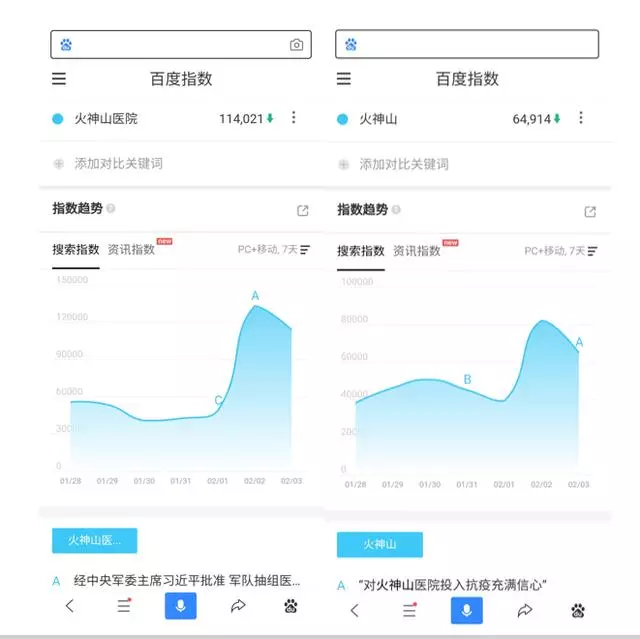 百度指数
火神山医院 114,021
添加对比关键词
指数趋势
搜索指数 资讯指数 new PC+移动, 7天
150000
A
120000
90000
60000
C
30000
0
01/28 01/29 01/30 01/31 02/01 02/02 02/03
火神山医...
A 经中央军委主席习近平批准 军队抽组医...
百度指数
火神山 64,914
添加对比关键词
指数趋势
搜索指数 资讯指数 new PC+移动, 7天
100000
80000
A
60000
B
40000
20000
0
01/28 01/29 01/30 01/31 02/01 02/02 02/03
火神山
A “对火神山医院投入抗疫充满信心”